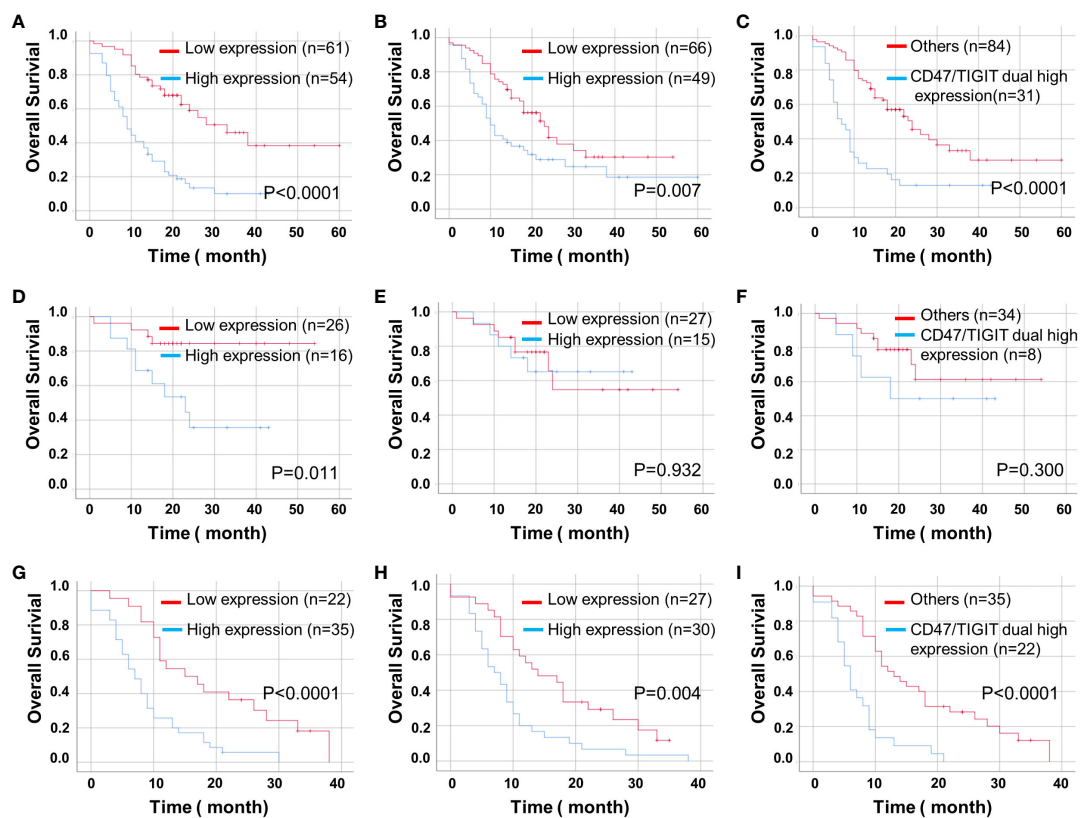 A
Overall Surivial
1.0
0.8
0.6
0.4
0.2
0.0
Low expression (n=61)
High expression (n=54)
P<0.0001
0 10 20 30 40 50 60
Time ( month)
B
Overall Surivial
1.0
0.8
0.6
0.4
0.2
0.0
Low expression (n=66)
High expression (n=49)
P=0.007
0 10 20 30 40 50 60
Time ( month)
C
Overall Surivial
1.0
0.8
0.6
0.4
0.2
0.0
Others (n=84)
CD47/TIGIT dual high
expression(n=31)
P<0.0001
0 10 20 30 40 50 60
Time ( month)
D
Overall Surivial
1.0
0.8
0.6
0.4
0.2
0.0
Low expression (n=26)
High expression (n=16)
P=0.011
0 10 20 30 40 50 60
Time ( month)
E
Overall Surivial
1.0
0.8
0.6
0.4
0.2
0.0
Low expression (n=27)
High expression (n=15)
P=0.932
0 10 20 30 40 50 60
Time ( month)
F
Overall Surivial
1.0
0.8
0.6
0.4
0.2
0.0
Others (n=34)
CD47/TIGIT dual high
expression (n=8)
P=0.300
0 10 20 30 40 50 60
Time ( month)
G
Overall Surivial
1.0
0.8
0.6
0.4
0.2
0.0
Low expression (n=22)
High expression (n=35)
P<0.0001
0 10 20 30 40
Time ( month)
H
Overall Surivial
1.0
0.8
0.6
0.4
0.2
0.0
Low expression (n=27)
High expression (n=30)
P=0.004
0 10 20 30 40
Time ( month)
I
Overall Surivial
1.0
0.8
0.6
0.4
0.2
0.0
Others (n=35)
CD47/TIGIT dual high
expression (n=22)
P<0.0001
0 10 20 30 40
Time ( month)